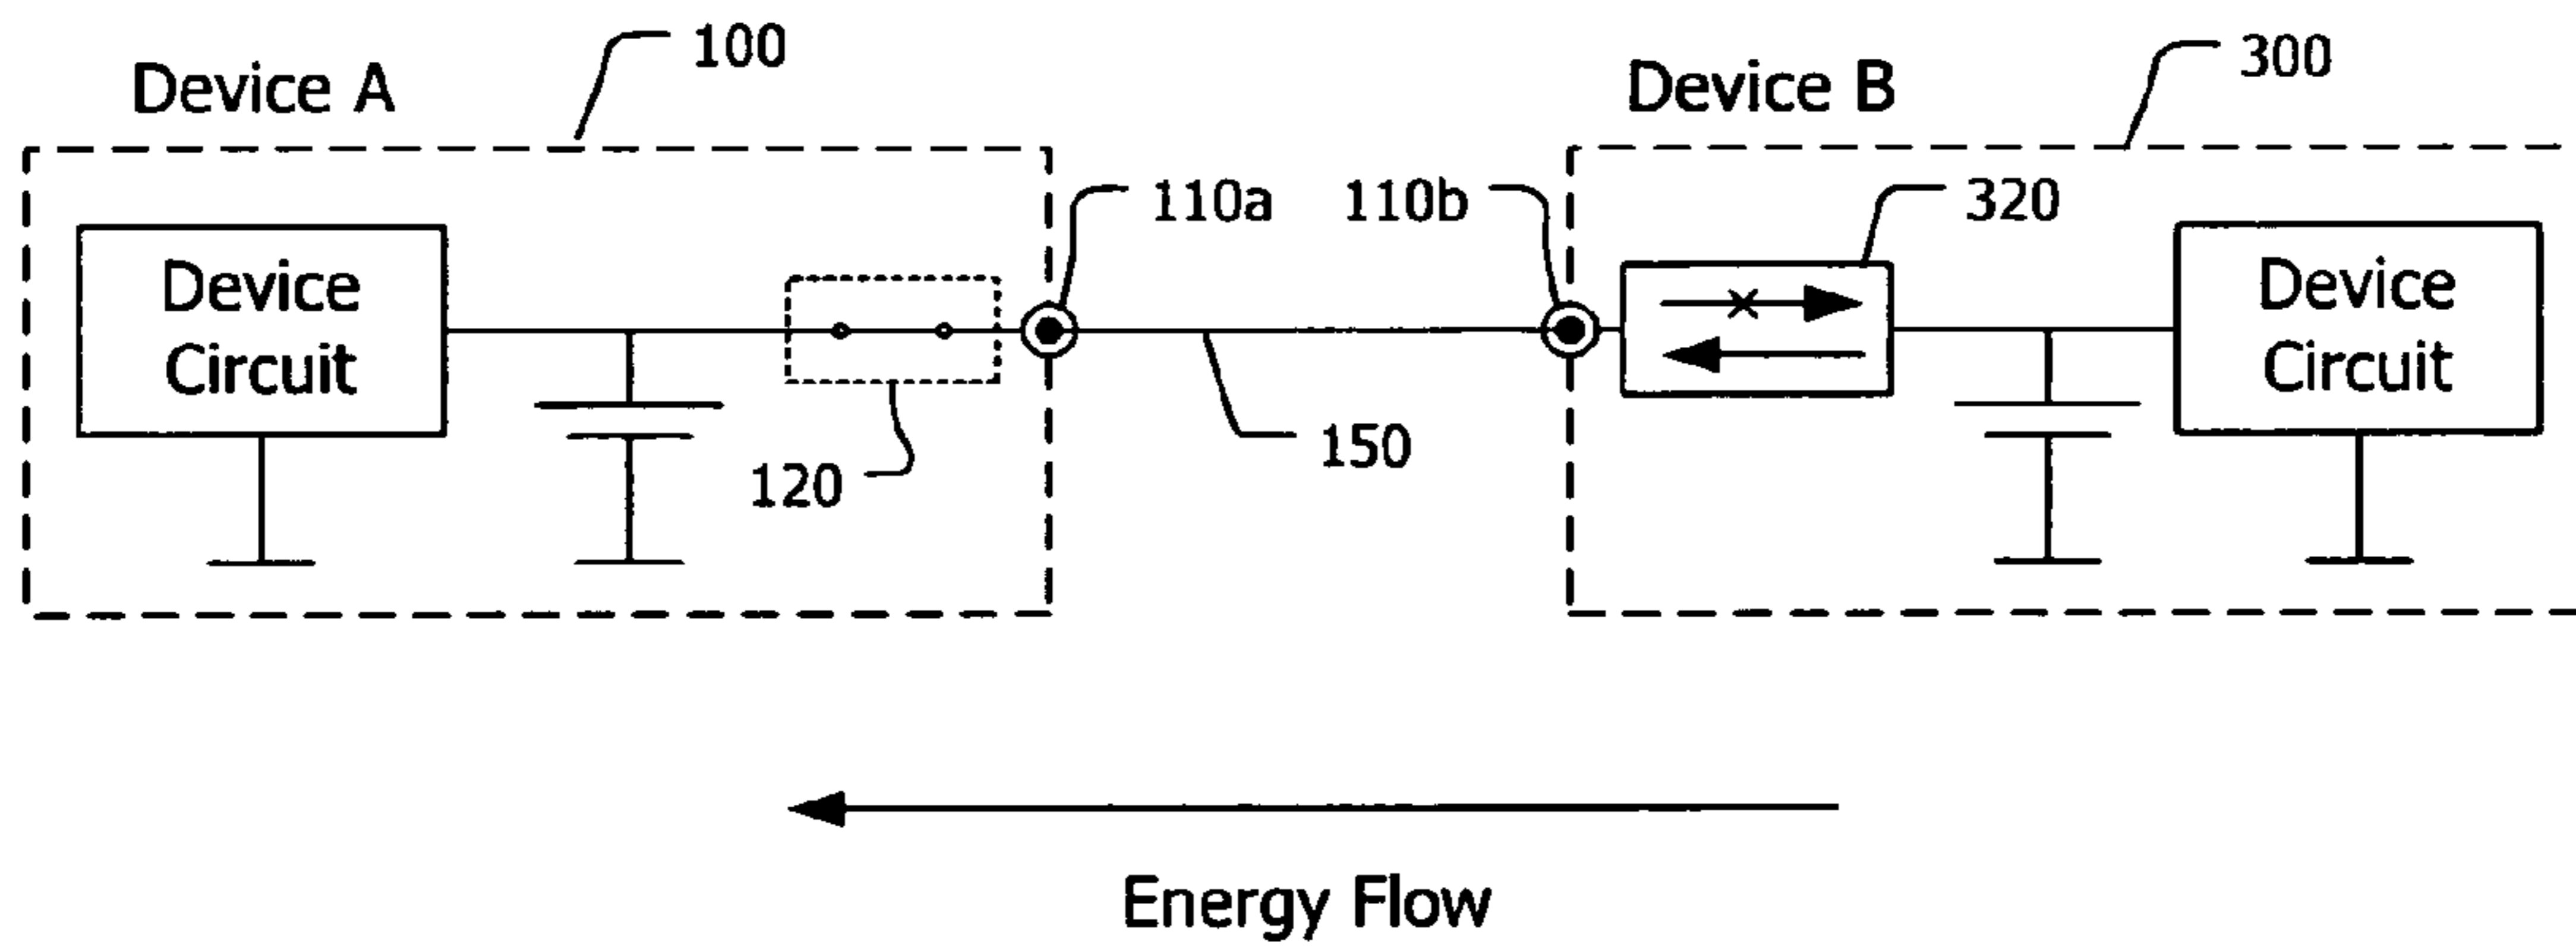 100
300
Device A
Device B
110a
110b
320
Device
Circuit
Device
Circuit
120
150
Energy Flow